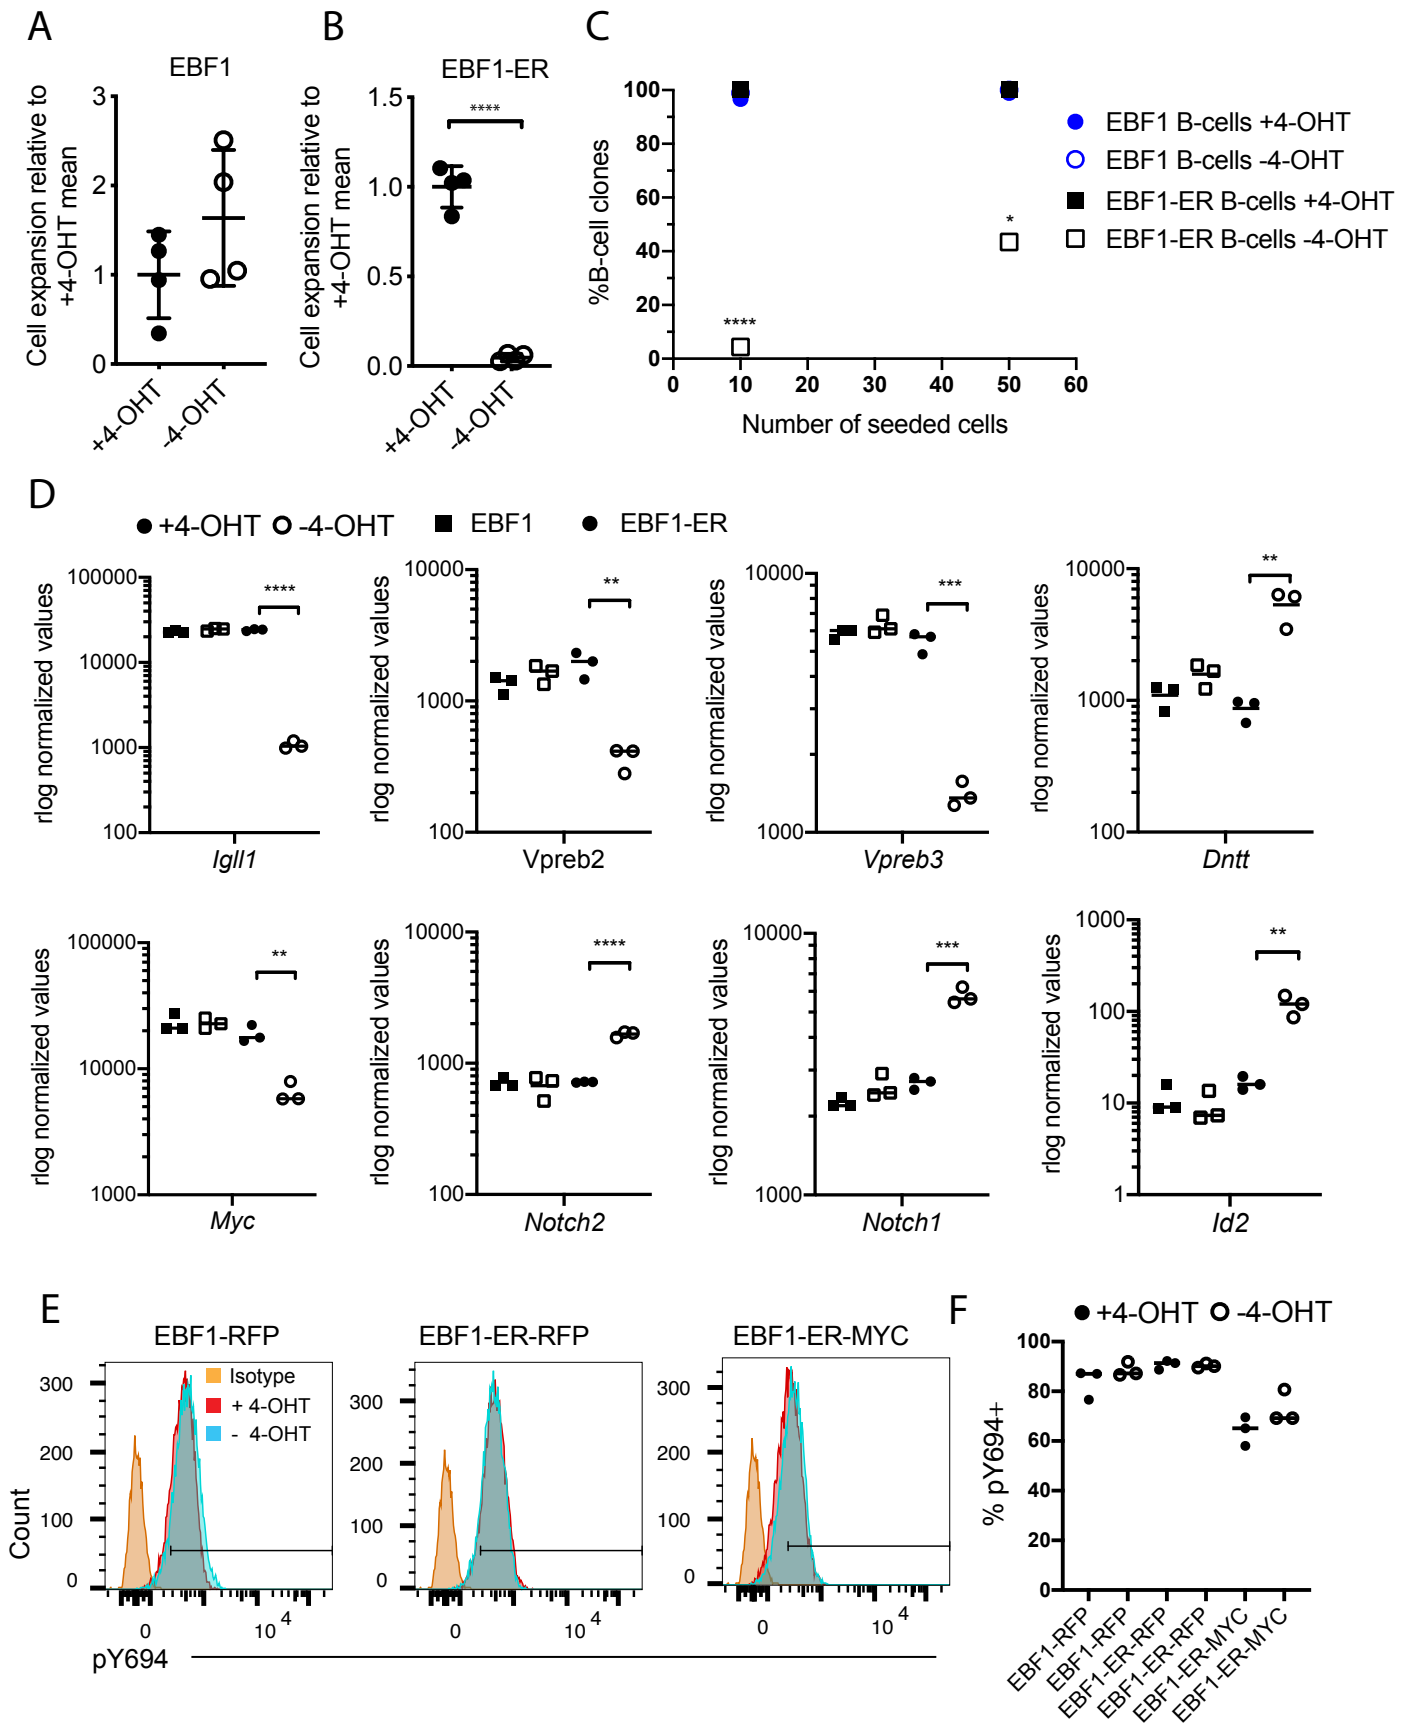 A
B
C
EBF1
Cell expansion relative to
+4-OHT mean
3
2
1
0
+4-OHT
-4-OHT
EBF1-ER
Cell expansion relative to
+4-OHT mean
1.5
1.0
0.5
0.0
****
+4-OHT
-4-OHT
%B-cell clones
100
80
60
40
20
0
****
*
0 10 20 30 40 50 60
Number of seeded cells
EBF1 B-cells +4-OHT
EBF1 B-cells -4-OHT
EBF1-ER B-cells +4-OHT
EBF1-ER B-cells -4-OHT
D
+4-OHT -4-OHT EBF1 EBF1-ER
rlog normalized values
100000
10000
1000
100
****
Igll1
rlog normalized values
10000
1000
100
**
Vpreb2
rlog normalized values
10000
1000
***
Vpreb3
rlog normalized values
10000
1000
100
**
Dntt
rlog normalized values
100000
10000
1000
**
Myc
rlog normalized values
10000
1000
100
****
Notch2
rlog normalized values
10000
1000
***
Notch1
rlog normalized values
1000
100
10
1
**
Id2
E
EBF1-RFP
Isotype
+ 4-OHT
- 4-OHT
Count
300
200
100
0
0 10 4
EBF1-ER-RFP
300
200
100
0
0 10 4
EBF1-ER-MYC
300
200
100
0
0 10 4
pY694
F
+4-OHT -4-OHT
% pY694+
100
80
60
40
20
0
EBF1-RFP
EBF1-RFP
EBF1-ER-RFP
EBF1-ER-RFP
EBF1-ER-MYC
EBF1-ER-MYC